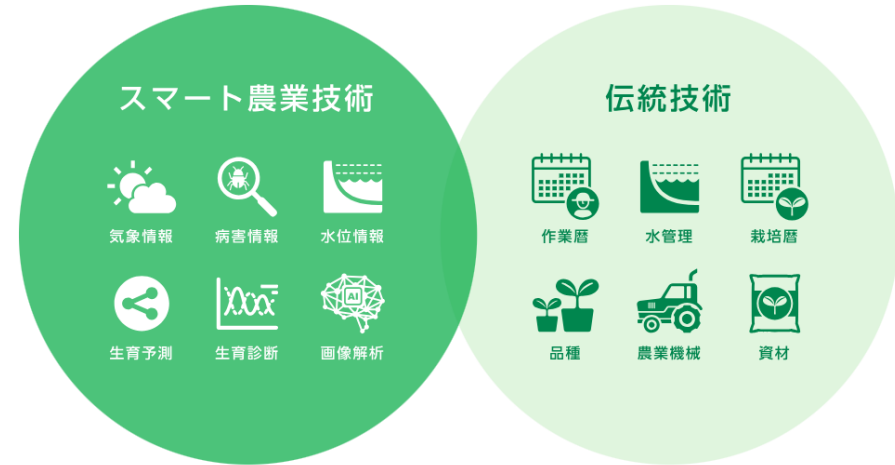 スマート農業技術
伝統技術
気象情報
病害情報
水位情報
作業暦
水管理
栽培暦
生育予測
生育診断
AI
画像解析
品種
農業機械
資材